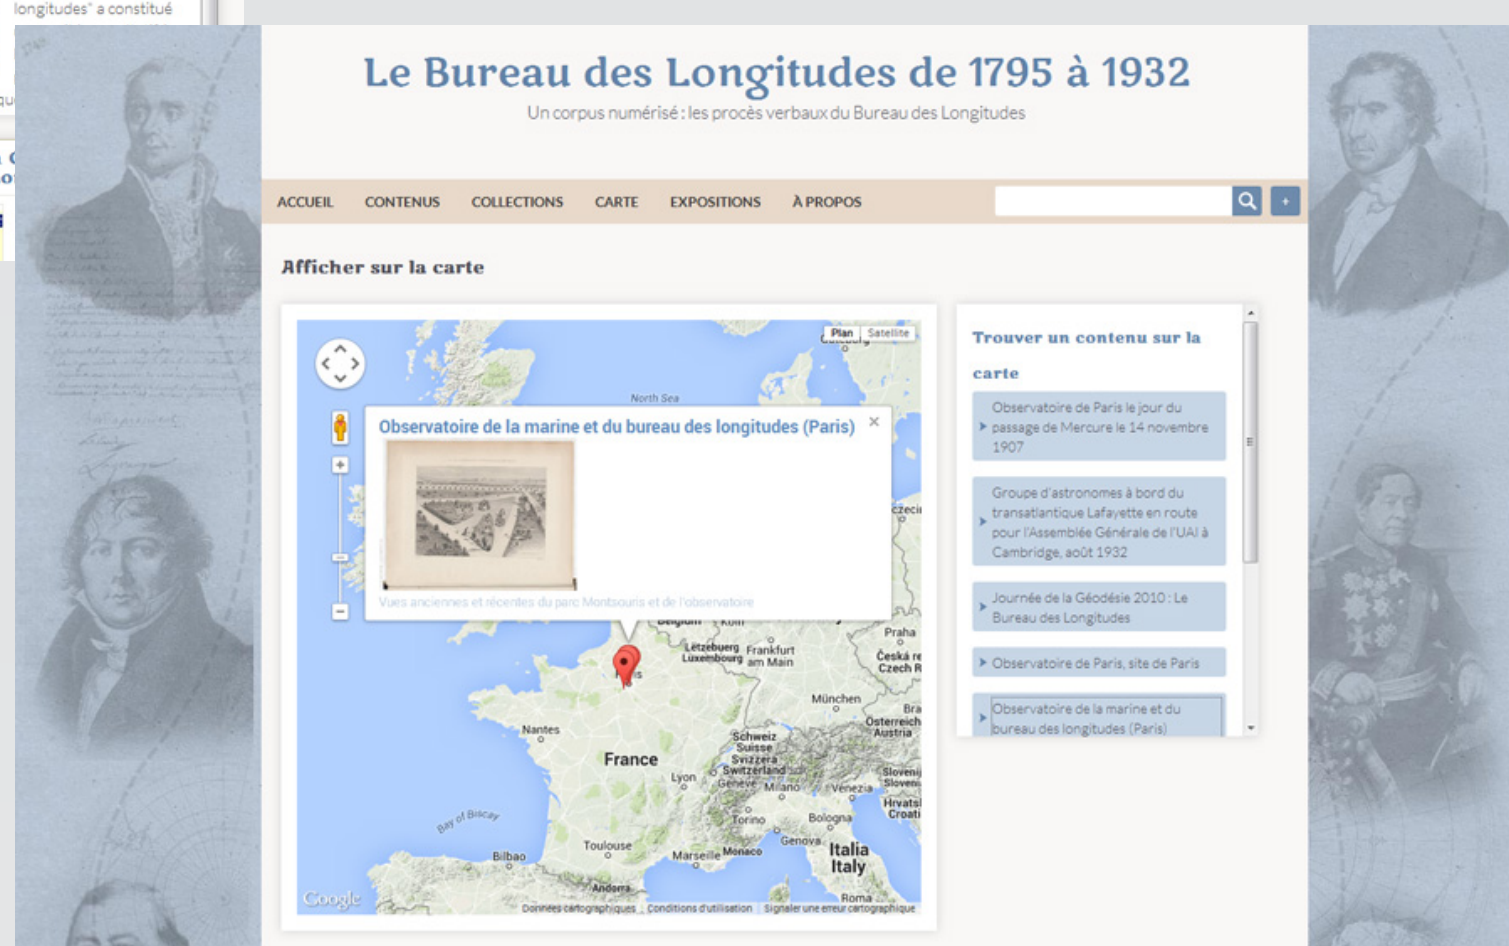 longitudes" a constitué
Le Bureau des Longitudes de 1795 à 1932
Un corpus numérisé : les procès verbaux du Bureau des Longitudes
ACCUEIL CONTENUS COLLECTIONS CARTE EXPOSITIONS À PROPOS
+
Afficher sur la carte
Plan Satellite
North Sea
Observatoire de la marine et du bureau des longitudes (Paris) ×
Vues anciennes et récentes du parc Montsouris et de l'observatoire
Belgium Köln
Lëtzebuerg
Luxembourg
Frankfurt
am Main
Praha
Česká re
Czech R
Paris
München
Bra
Österreich
Austria
Nantes
France
Schweiz
Suisse
Svizzera
Switzerland
Lyon
Genève
Milano
Venezia
Sloveni
Sloveni
Hrvats
Croati
Bay of Biscay
Torino
Bologna
Genova
Toulouse
Marseille
Monaco
Italia
Italy
Bilbao
Andorra
Roma
Google
Données cartographiques Conditions d'utilisation Signaler une erreur cartographique
Trouver un contenu sur la
carte
Observatoire de Paris le jour du
passage de Mercure le 14 novembre
1907
Groupe d'astronomes à bord du
transatlantique Lafayette en route
pour l'Assemblée Générale de l'UAI à
Cambridge, août 1932
Journée de la Géodésie 2010 : Le
Bureau des Longitudes
Observatoire de Paris, site de Paris
Observatoire de la marine et du
bureau des longitudes (Paris)